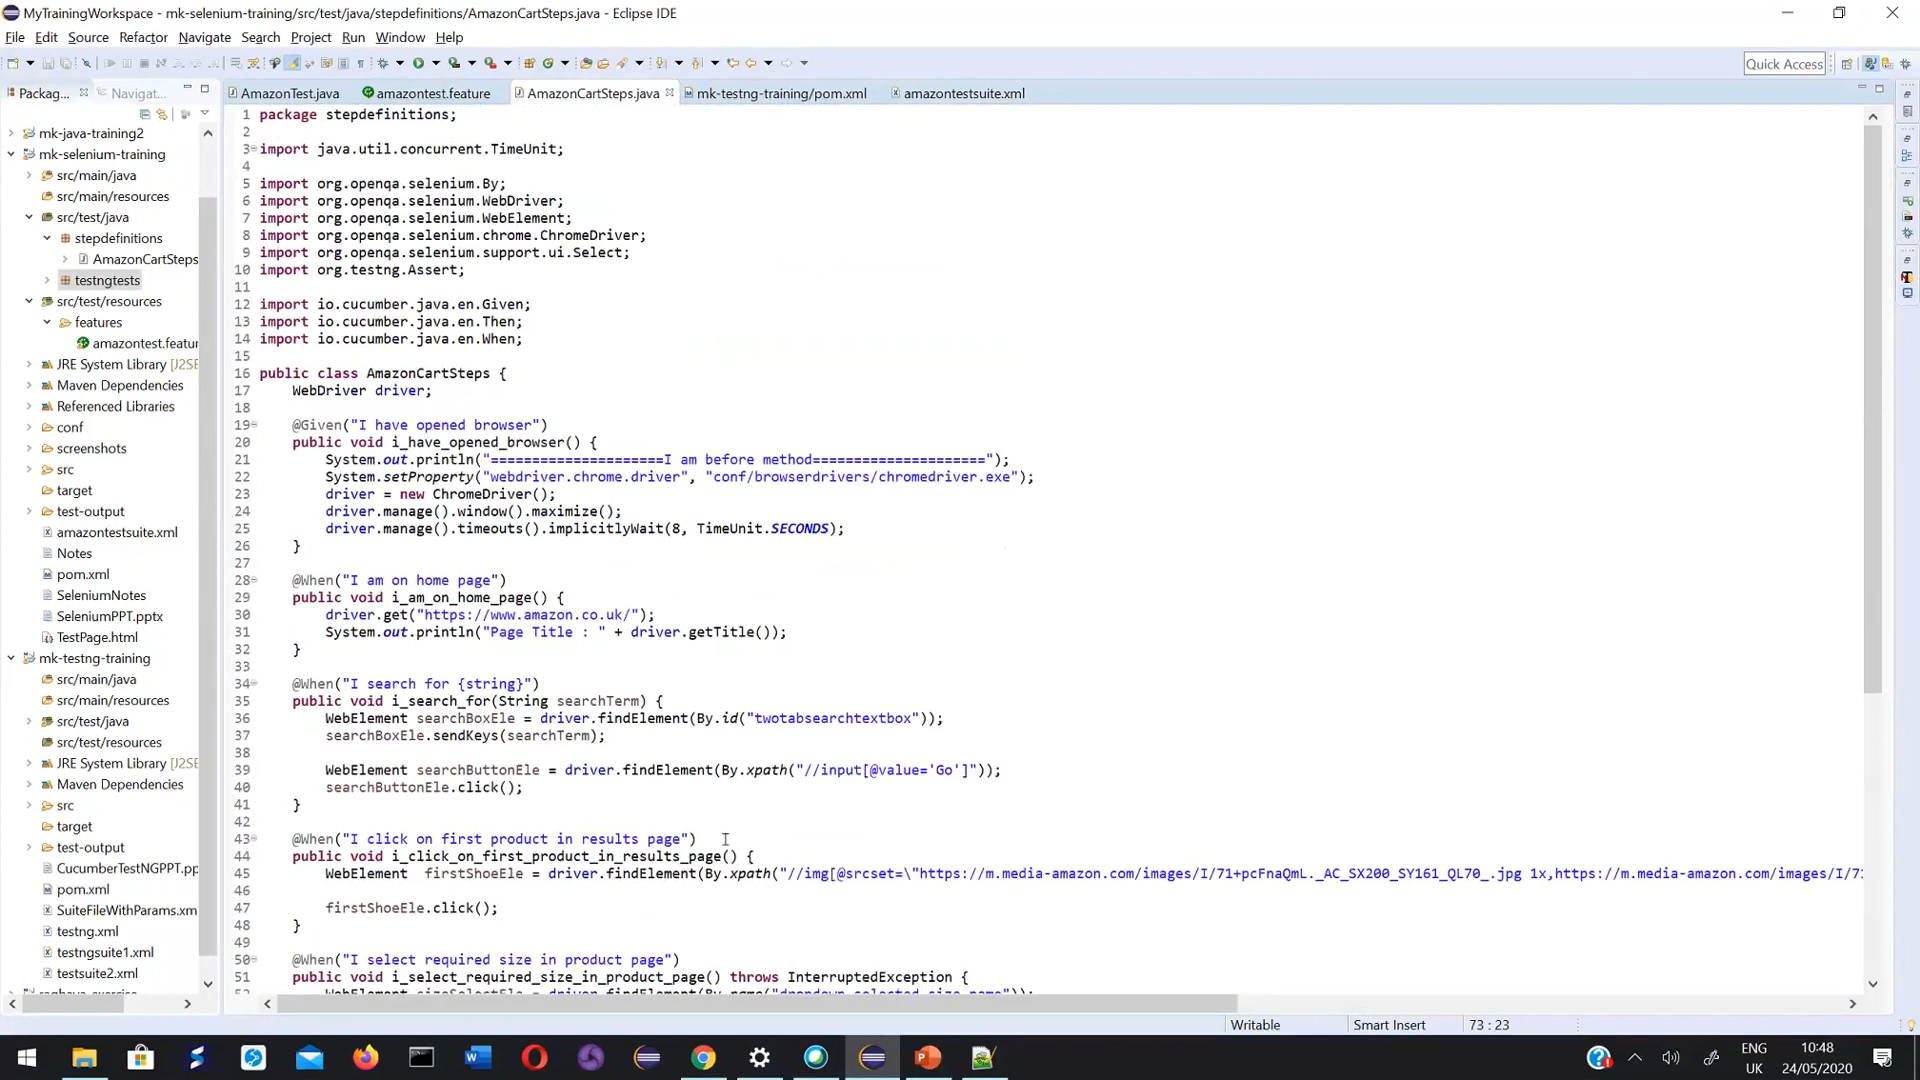 MyTrainingWorkspace - mk-selenium-training/src/test/java/stepdefinitions/AmazonCartSteps.java - Eclipse IDE
File Edit Source Refactor Navigate Search Project Run Window Help
Quick Access
Packag... Navigat...
AmazonTest.java amazontest.feature AmazonCartSteps.java mk-testng-training/pom.xml amazontestsuite.xml
mk-java-training2
mk-selenium-training
src/main/java
src/main/resources
src/test/java
stepdefinitions
AmazonCartSteps
testngtests
src/test/resources
features
amazontest.featur
JRE System Library [J2SE
Maven Dependencies
Referenced Libraries
conf
screenshots
src
target
test-output
amazontestsuite.xml
Notes
pom.xml
SeleniumNotes
SeleniumPPT.pptx
TestPage.html
mk-testng-training
src/main/java
src/main/resources
src/test/java
src/test/resources
JRE System Library [J2SE
Maven Dependencies
src
target
test-output
CucumberTestNGPPT.pp
pom.xml
SuiteFileWithParams.xm
testng.xml
testngsuite1.xml
testsuite2.xml
1 package stepdefinitions;
2
3 import java.util.concurrent.TimeUnit;
4
5 import org.openqa.selenium.By;
6 import org.openqa.selenium.WebDriver;
7 import org.openqa.selenium.WebElement;
8 import org.openqa.selenium.chrome.ChromeDriver;
9 import org.openqa.selenium.support.ui.Select;
10 import org.testng.Assert;
11
12 import io.cucumber.java.en.Given;
13 import io.cucumber.java.en.Then;
14 import io.cucumber.java.en.When;
15
16 public class AmazonCartSteps {
17 WebDriver driver;
18
19 @Given("I have opened browser")
20 public void i_have_opened_browser() {
21 System.out.println("=====================I am before method=====================");
22 System.setProperty("webdriver.chrome.driver", "conf/browserdrivers/chromedriver.exe");
23 driver = new ChromeDriver();
24 driver.manage().window().maximize();
25 driver.manage().timeouts().implicitlyWait(8, TimeUnit.SECONDS);
26 }
27
28 @When("I am on home page")
29 public void i_am_on_home_page() {
30 driver.get("https://www.amazon.co.uk/");
31 System.out.println("Page Title : " + driver.getTitle());
32 }
33
34 @When("I search for {string}")
35 public void i_search_for(String searchTerm) {
36 WebElement searchBoxEle = driver.findElement(By.id("twotabsearchtextbox"));
37 searchBoxEle.sendKeys(searchTerm);
38
39 WebElement searchButtonEle = driver.findElement(By.xpath("//input[@value='Go']"));
40 searchButtonEle.click();
41 }
42
43 @When("I click on first product in results page")
44 public void i_click_on_first_product_in_results_page() {
45 WebElement firstShoeEle = driver.findElement(By.xpath("//img[@srcset=\"https://m.media-amazon.com/images/I/71+pcFnaQmL._AC_SX200_SY161_QL70_.jpg 1x,https://m.media-amazon.com/images/I/71
46
47 firstShoeEle.click();
48 }
49
50 @When("I select required size in product page")
51 public void i_select_required_size_in_product_page() throws InterruptedException {
52 WebElement sizeSelectEle = driver.findElement(By.name("dropdown_selected_size_name"));
Writable Smart Insert 73 : 23
ENG
UK
10:48
24/05/2020